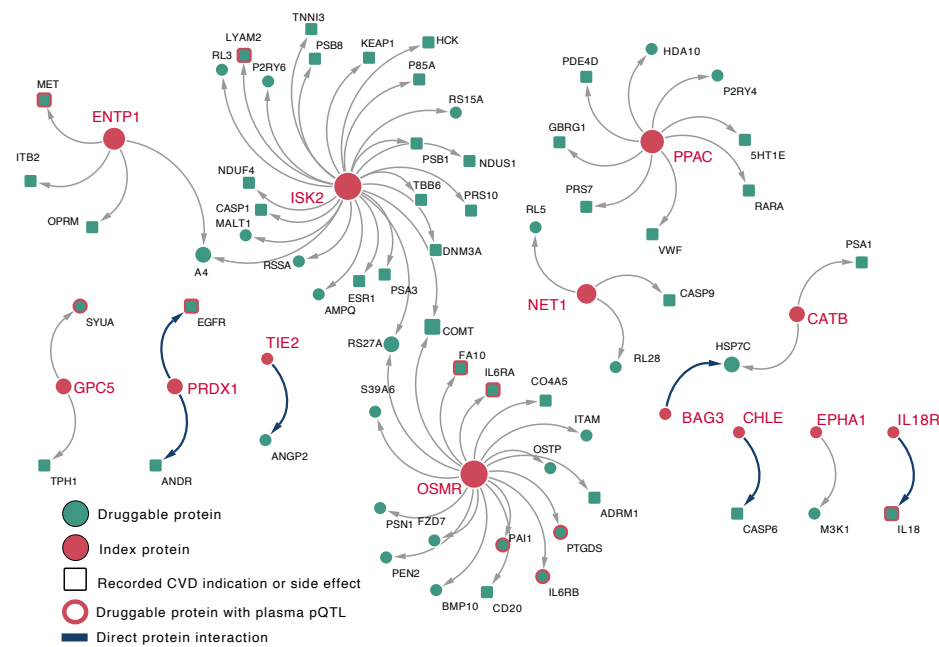 TNNI3
LYAM2
PSB8
KEAP1
HCK
RL3
P2RY6
P85A
RS15A
MET
ENTP1
ITB2
OPRM
A4
NDUF4
CASP1
MALT1
RSSA
ISK2
PSB1
NDUS1
TBB6
PRS10
DNM3A
AMPQ
ESR1
PSA3
HDA10
PDE4D
P2RY4
GBRG1
5HT1E
PPAC
RARA
PRS7
VWF
RL5
NET1
CASP9
RL28
PSA1
CATB
HSP7C
BAG3
SYUA
GPC5
TPH1
EGFR
PRDX1
ANDR
TIE2
ANGP2
RS27A
COMT
S39A6
FA10
IL6RA
CO4A5
ITAM
OSTP
OSMR
ADRM1
PSN1
FZD7
PEN2
PAI1
PTGDS
IL6RB
BMP10
CD20
CHLE
CASP6
EPHA1
M3K1
IL18R
IL18
Druggable protein
Index protein
Recorded CVD indication or side effect
Druggable protein with plasma pQTL
Direct protein interaction